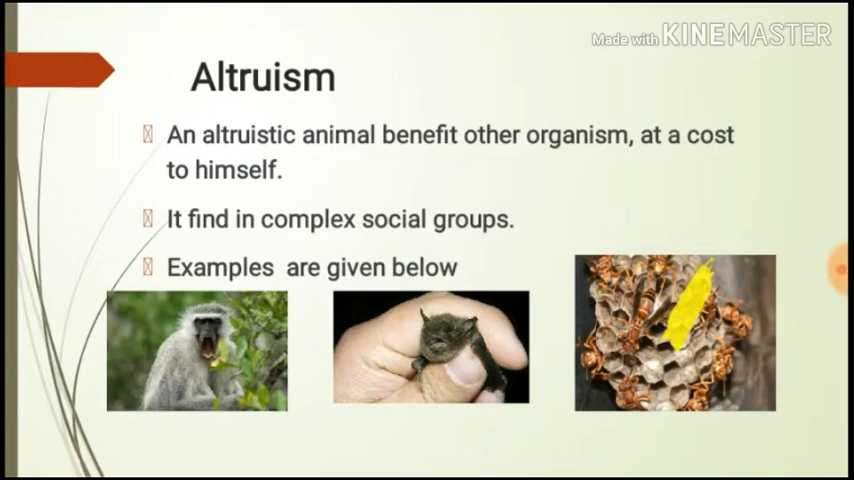 Made with KINEMASTER
Altruism
An altruistic animal benefit other organism, at a cost
to himself.
It find in complex social groups.
Examples are given below